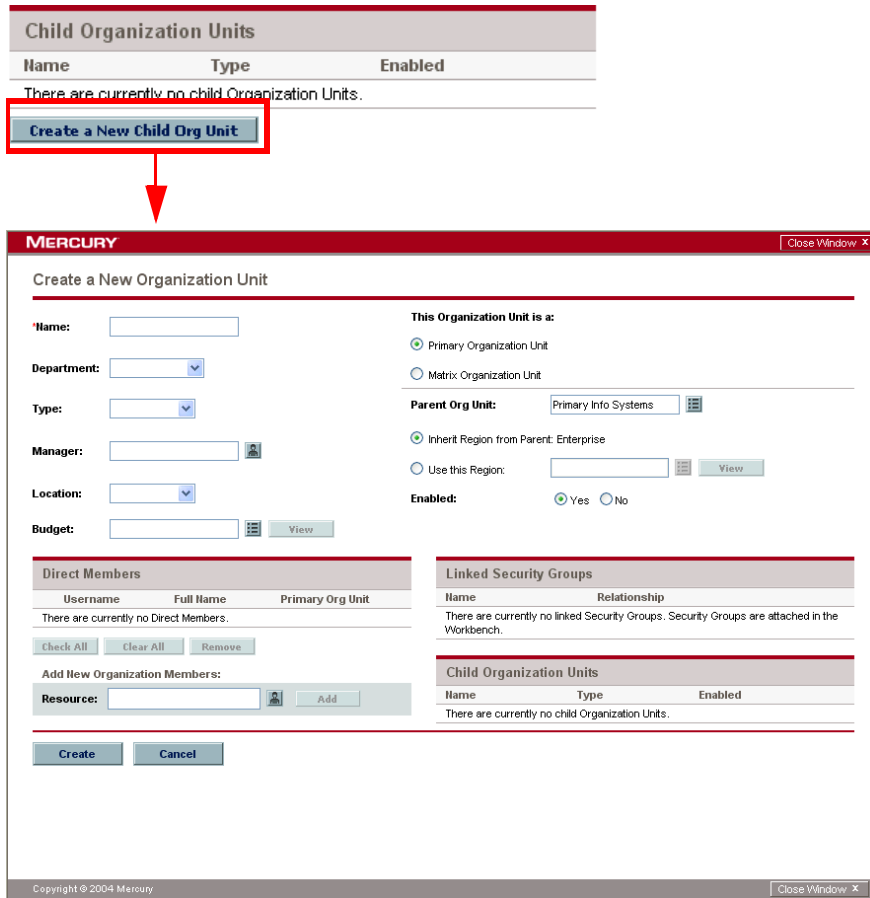 Child Organization Units
Name Type Enabled
There are currently no child Organization Units.
Create a New Child Org Unit
MERCURY Close Window X
Create a New Organization Unit
*Name:
Department:
Type:
Manager:
Location:
Budget: View
This Organization Unit is a:
Primary Organization Unit
Matrix Organization Unit
Parent Org Unit: Primary Info Systems
Inherit Region from Parent: Enterprise
Use this Region: View
Enabled: Yes No
Direct Members
Username Full Name Primary Org Unit
There are currently no Direct Members.
Check All Clear All Remove
Add New Organization Members:
Resource: Add
Linked Security Groups
Name Relationship
There are currently no linked Security Groups. Security Groups are attached in the
Workbench.
Child Organization Units
Name Type Enabled
There are currently no child Organization Units.
Create Cancel
Copyright © 2004 Mercury Close Window X